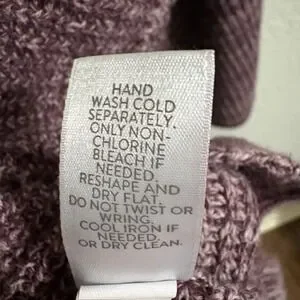 HAND
WASH COLD
SEPARATELY.
ONLY NON-
CHLORINE
BLEACH IF
NEEDED.
RESHAPE AND
DRY FLAT.
DO NOT TWIST OR
WRING.
COOL IRON IF
NEEDED
OR DRY CLEAN.